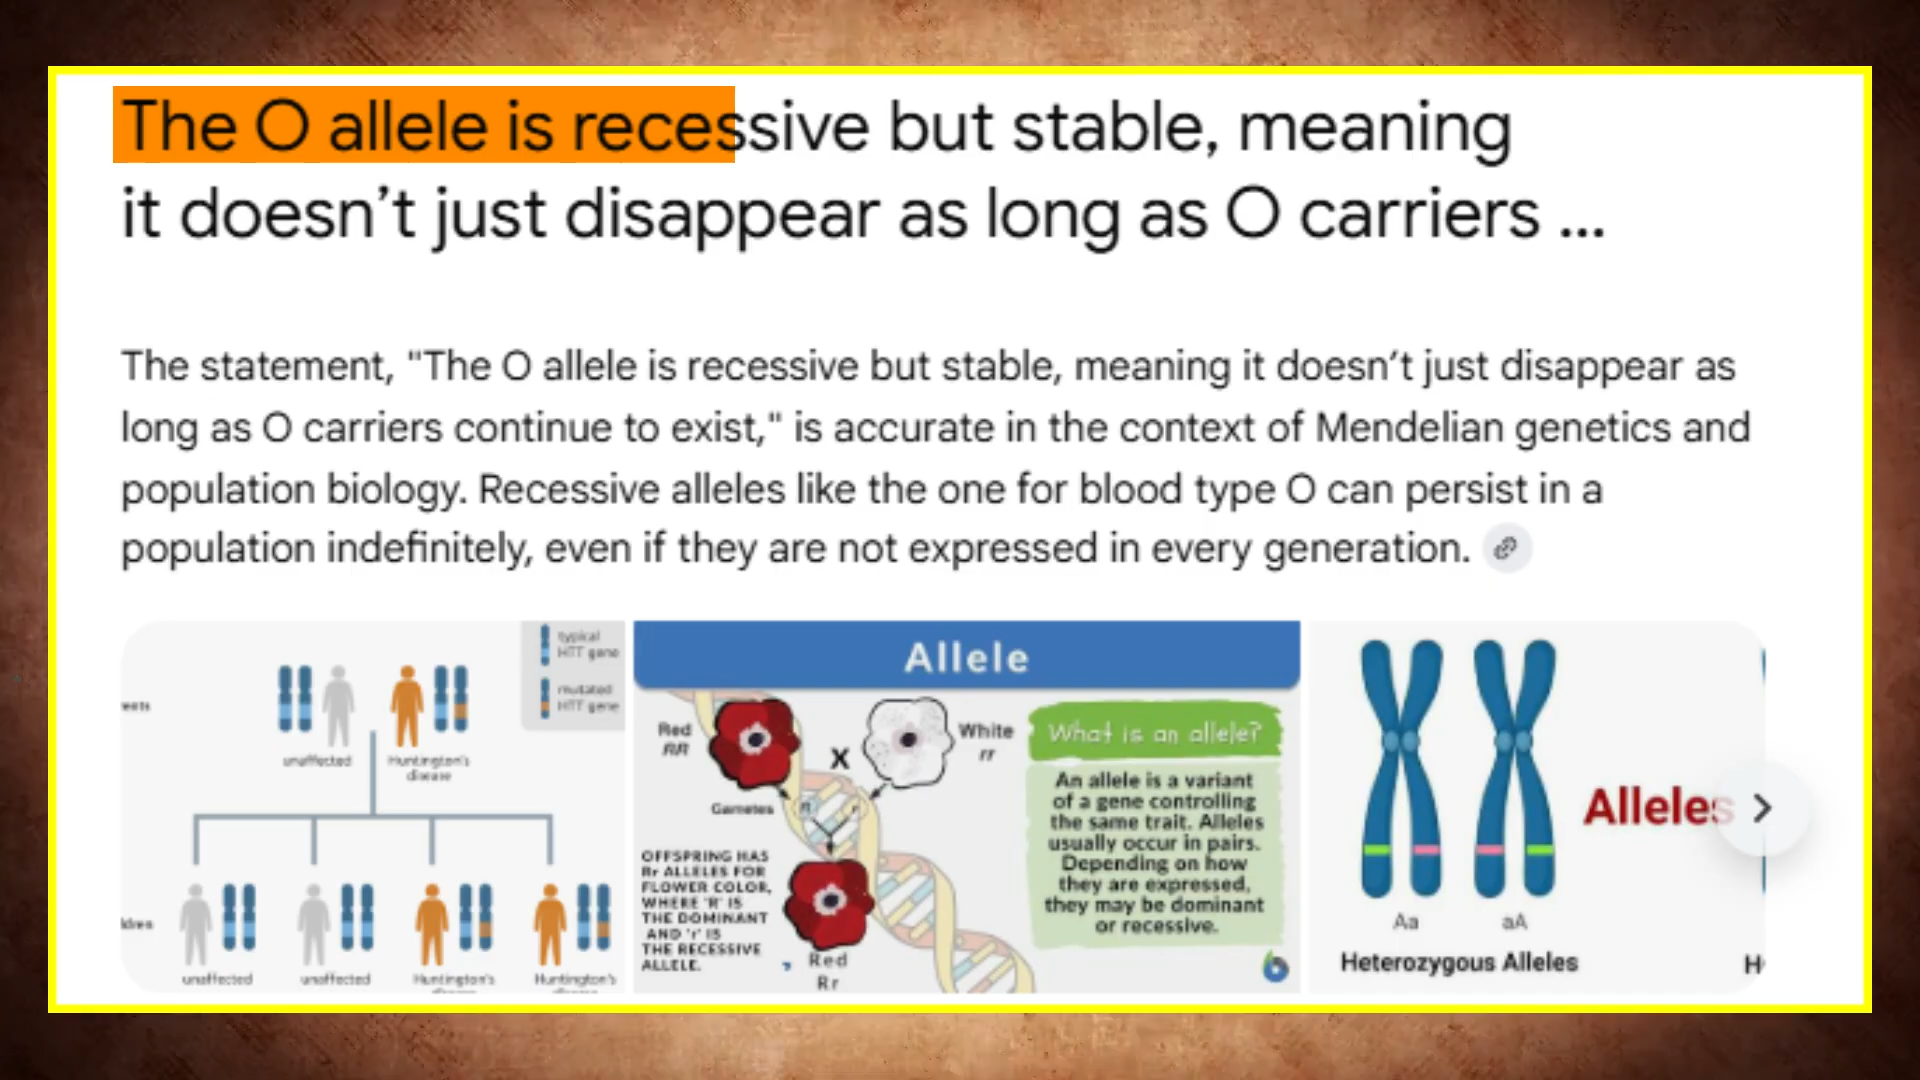 The O allele is recessive but stable, meaning
it doesn't just disappear as long as O carriers ...
The statement, "The O allele is recessive but stable, meaning it doesn't just disappear as
long as O carriers continue to exist," is accurate in the context of Mendelian genetics and
population biology. Recessive alleles like the one for blood type O can persist in a
population indefinitely, even if they are not expressed in every generation.
typical
HTT gene
mutated
HTT gene
unaffected
Huntington's
disease
unaffected
unaffected
Huntington's
Huntington's
Allele
Red
RR
X
White
rr
Gametes
R
r
OFFSPRING HAS
Rr ALLELES FOR
FLOWER COLOR,
WHERE 'R' IS
THE DOMINANT
AND 'r' IS
THE RECESSIVE
ALLELE.
Red
Rr
What is an allele?
An allele is a variant
of a gene controlling
the same trait. Alleles
usually occur in pairs.
Depending on how
they are expressed,
they may be dominant
or recessive.
Alleles
Aa
aA
Heterozygous Alleles